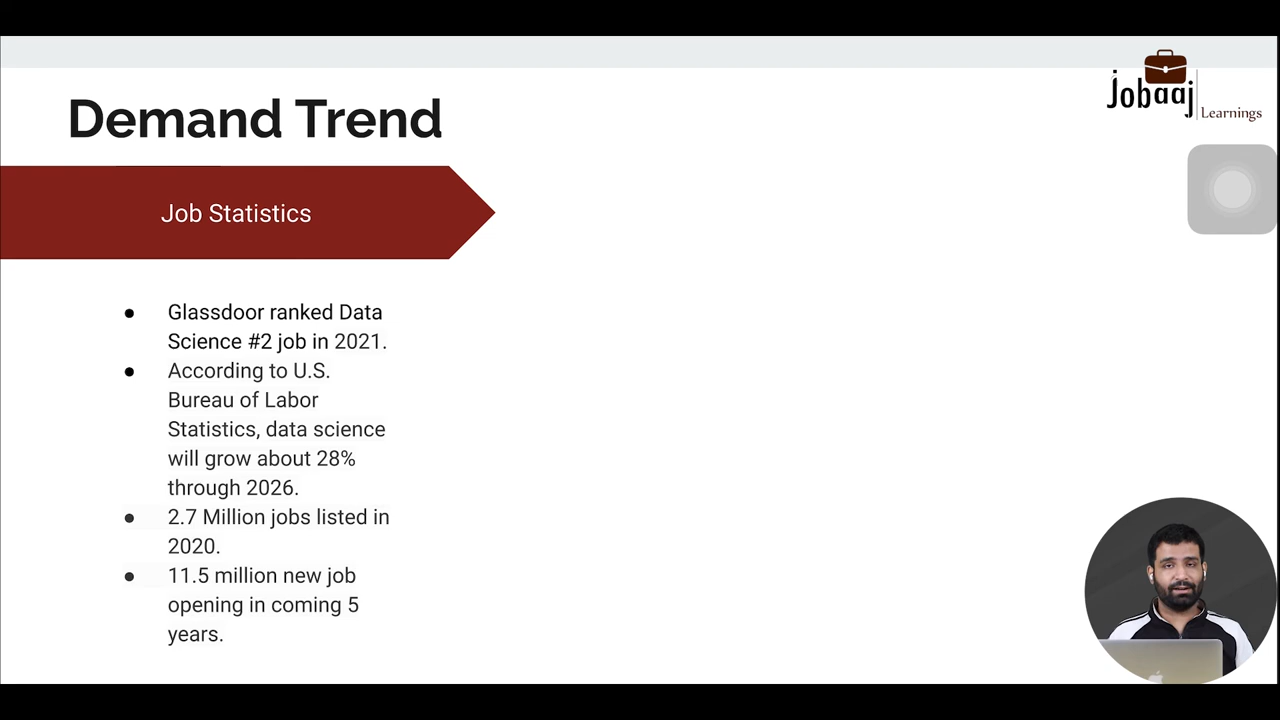 jobaaj
Learnings
Demand Trend
Job Statistics
● Glassdoor ranked Data
Science #2 job in 2021.
● According to U.S.
Bureau of Labor
Statistics, data science
will grow about 28%
through 2026.
● 2.7 Million jobs listed in
2020.
● 11.5 million new job
opening in coming 5
years.